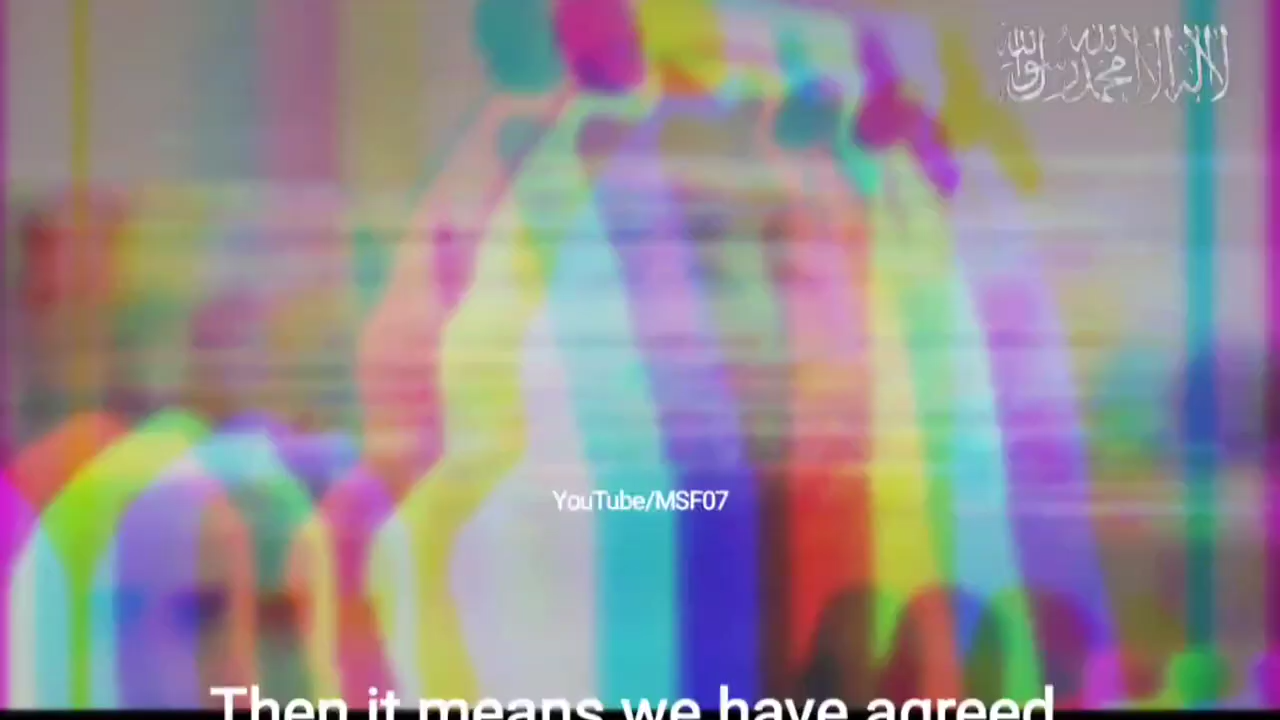 لا إله إلا الله محمد رسول الله
YouTube/MSF07
Then it means we have agreed